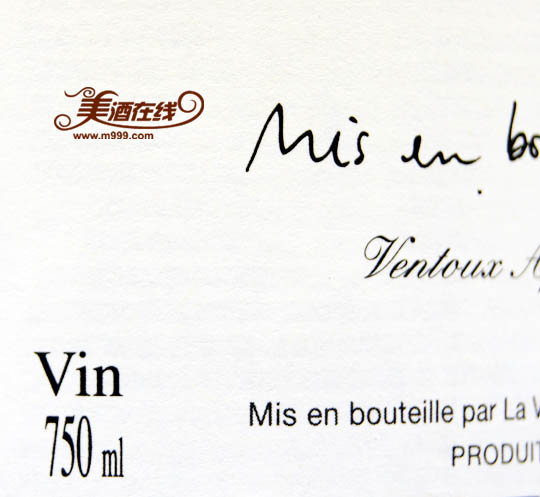 美酒在线
www.m999.com
Mis en bo
Ventoux A
Vin
750 ml
Mis en bouteille par La V
PRODUIT